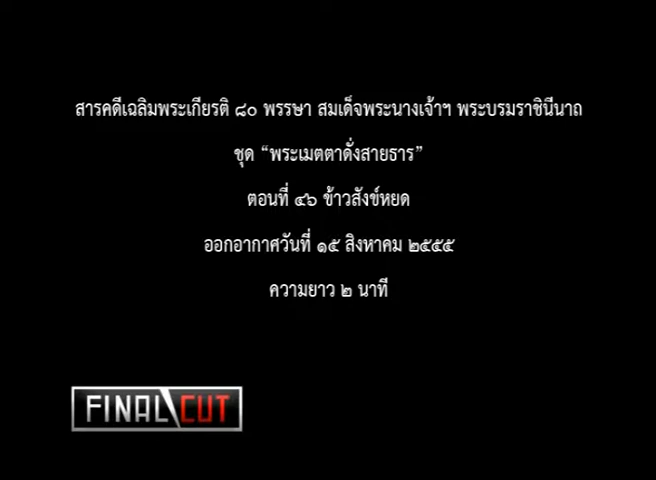 สารคดีเฉลิมพระเกียรติ ๘๐ พรรษา สมเด็จพระนางเจ้าฯ พระบรมราชินีนาถ
ชุด “พระเมตตาดั่งสายธาร”
ตอนที่ ๔๖ ข้าวสังข์หยด
ออกอากาศวันที่ ๑๕ สิงหาคม ๒๕๕๕
ความยาว ๒ นาที
FINAL CUT